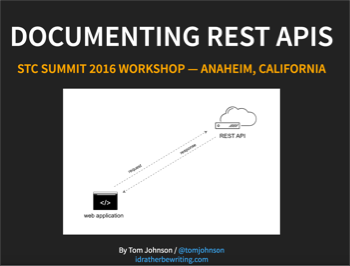 DOCUMENTING REST APIS
STC SUMMIT 2016 WORKSHOP — ANAHEIM, CALIFORNIA
REST API
request
response
</>
web application
By Tom Johnson / @tomjohnson
idratherbewriting.com